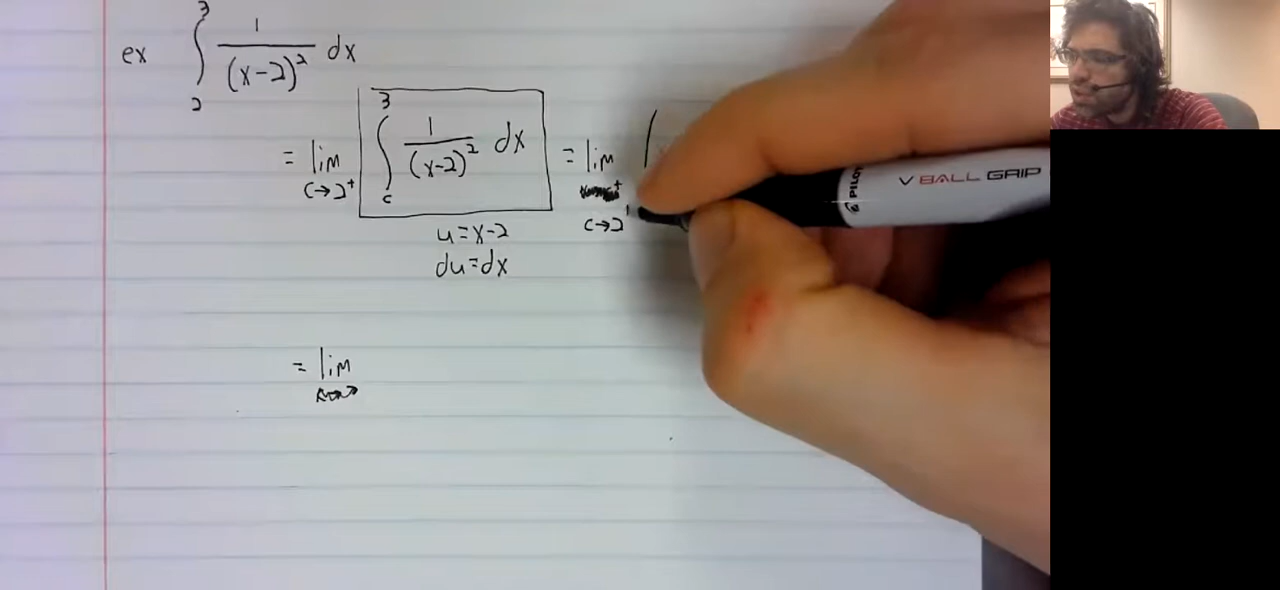 ex ∫₂³ 1/(x-2)² dx
= lim c→2⁺ ∫_c³ 1/(x-2)² dx = lim c→2
u=x-2
du=dx
= lim
PILOT V BALL GRIP